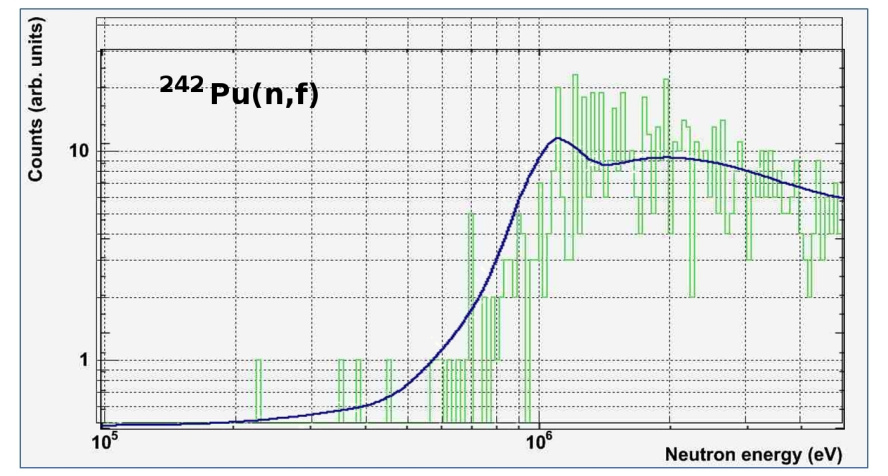 Counts (arb. units)
²⁴²Pu(n,f)
10
1
10⁵
10⁶
Neutron energy (eV)